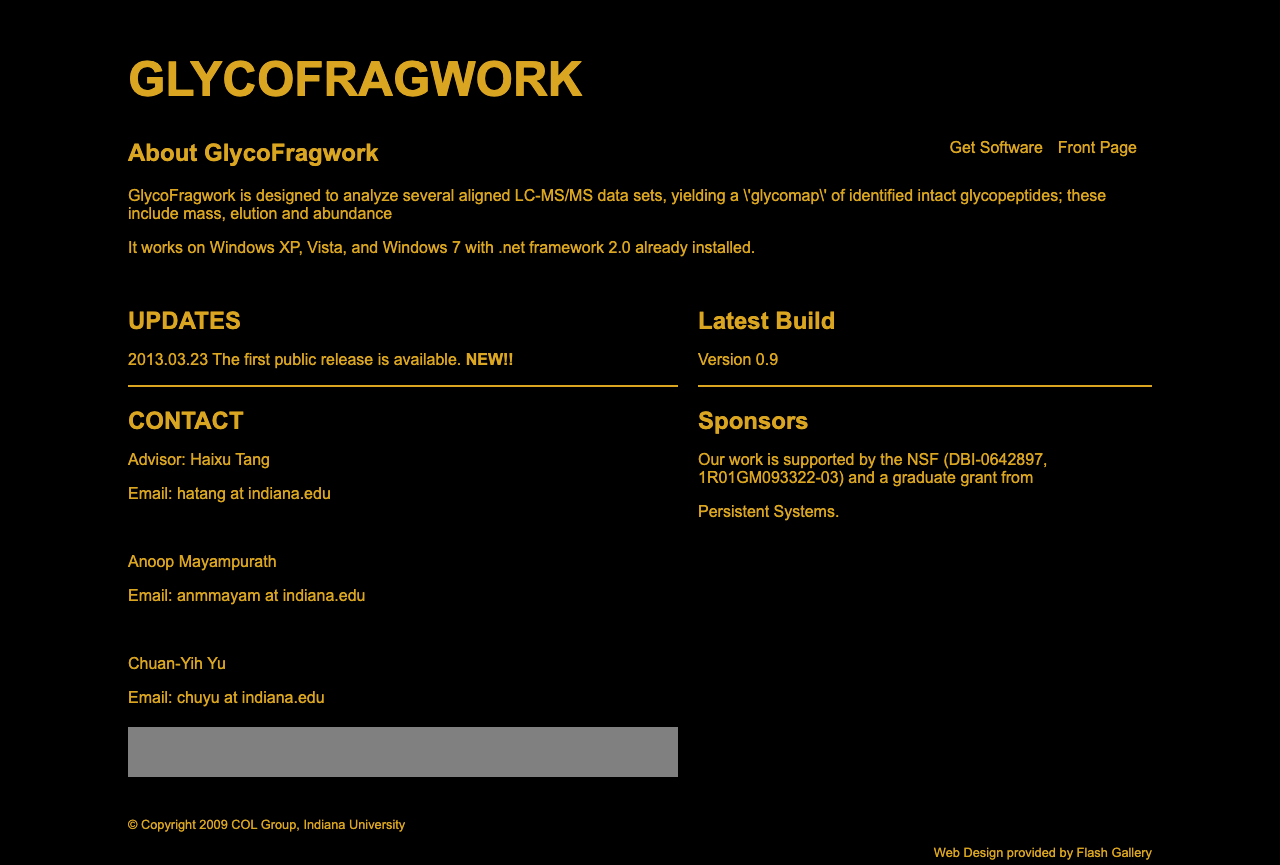 GLYCOFRAGWORK
Get Software Front Page
About GlycoFragwork
GlycoFragwork is designed to analyze several aligned LC-MS/MS data sets, yielding a \'glycomap\' of identified intact glycopeptides; these
include mass, elution and abundance
It works on Windows XP, Vista, and Windows 7 with .net framework 2.0 already installed.
UPDATES
2013.03.23 The first public release is available. NEW!!
CONTACT
Advisor: Haixu Tang
Email: hatang at indiana.edu
Anoop Mayampurath
Email: anmmayam at indiana.edu
Chuan-Yih Yu
Email: chuyu at indiana.edu
Latest Build
Version 0.9
Sponsors
Our work is supported by the NSF (DBI-0642897,
1R01GM093322-03) and a graduate grant from
Persistent Systems.
© Copyright 2009 COL Group, Indiana University
Web Design provided by Flash Gallery